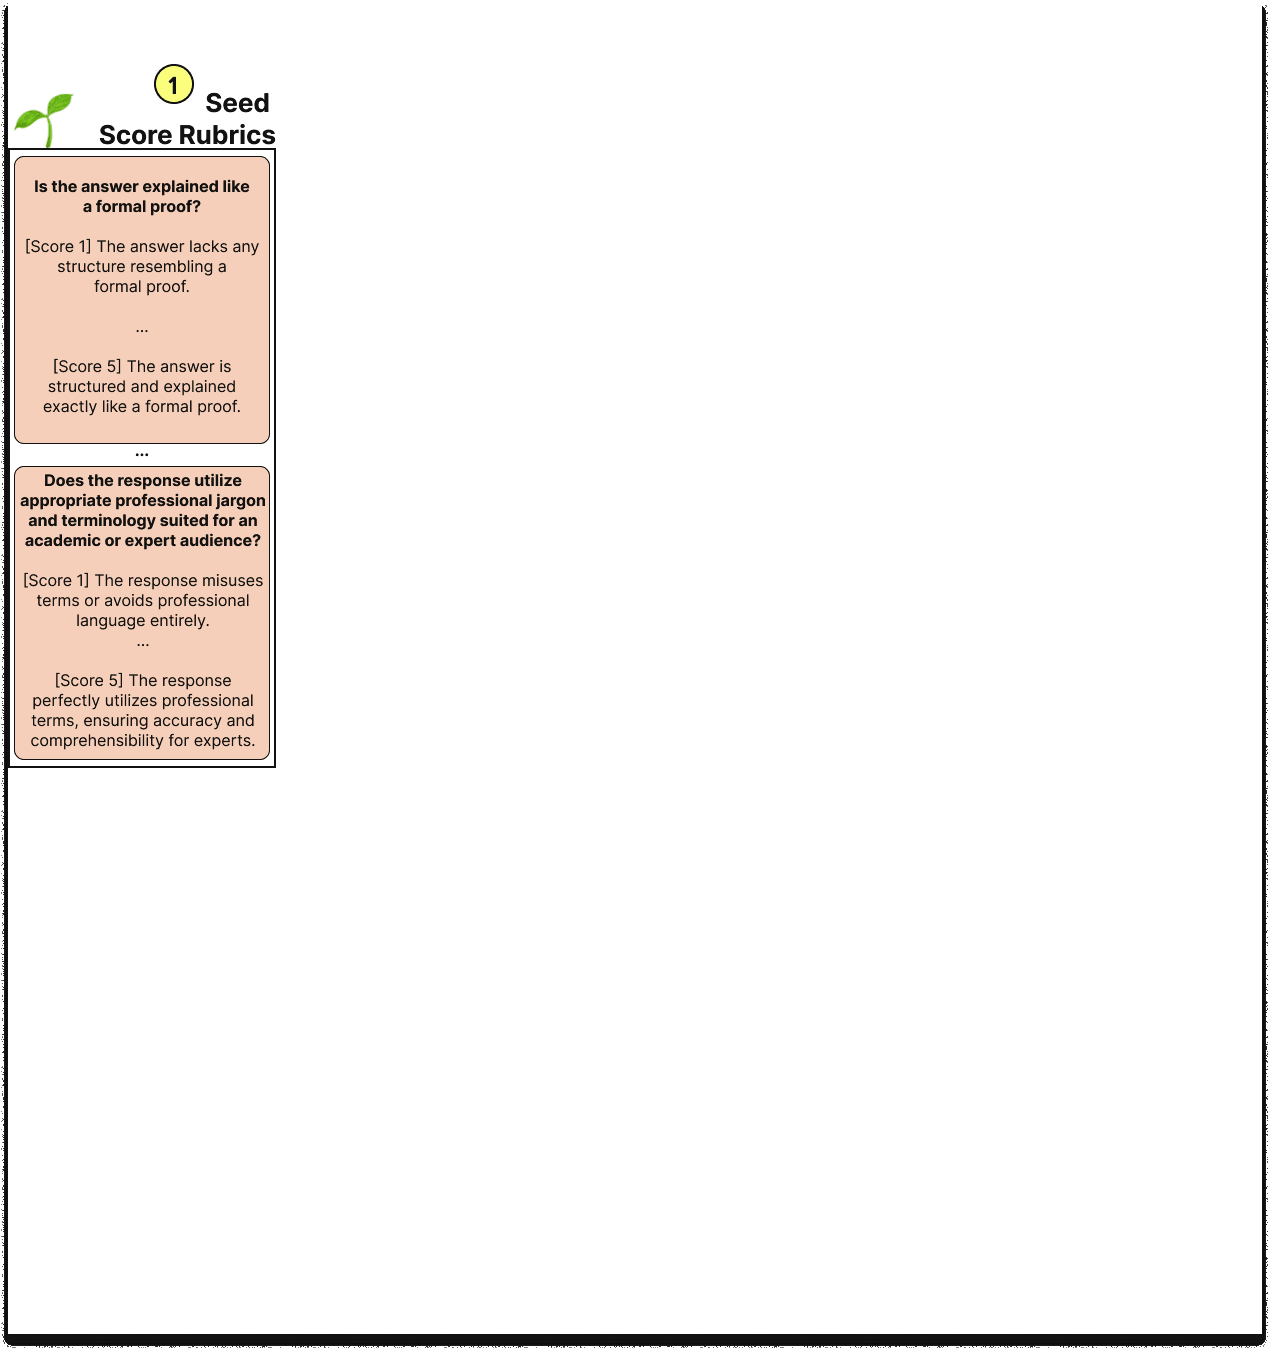 1
Seed
Score Rubrics
Is the answer explained like
a formal proof?
[Score 1] The answer lacks any
structure resembling a
formal proof.
...
[Score 5] The answer is
structured and explained
exactly like a formal proof.
...
Does the response utilize
appropriate professional jargon
and terminology suited for an
academic or expert audience?
[Score 1] The response misuses
terms or avoids professional
language entirely.
...
[Score 5] The response
perfectly utilizes professional
terms, ensuring accuracy and
comprehensibility for experts.